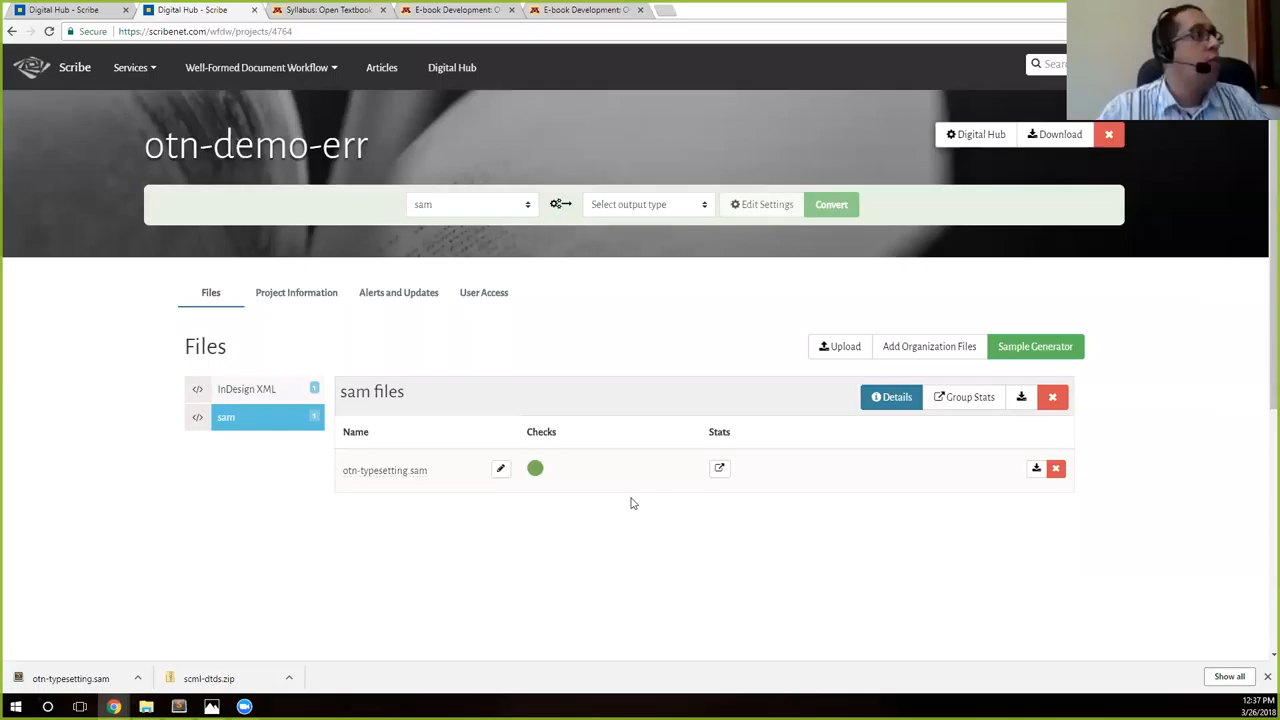 Digital Hub - Scribe
Digital Hub - Scribe
Syllabus: Open Textbook
E-book Development: O
E-book Development: O
Secure
https://scribenet.com/wfdw/projects/4764
Scribe
Services
Well-Formed Document Workflow
Articles
Digital Hub
Sear
otn-demo-err
Digital Hub
Download
sam
Select output type
Edit Settings
Convert
Files
Project Information
Alerts and Updates
User Access
Files
Upload
Add Organization Files
Sample Generator
InDesign XML
1
sam
1
sam files
Details
Group Stats
Name
Checks
Stats
otn-typesetting.sam
otn-typesetting.sam
scml-dtds.zip
Show all
12:37 PM
3/26/2018